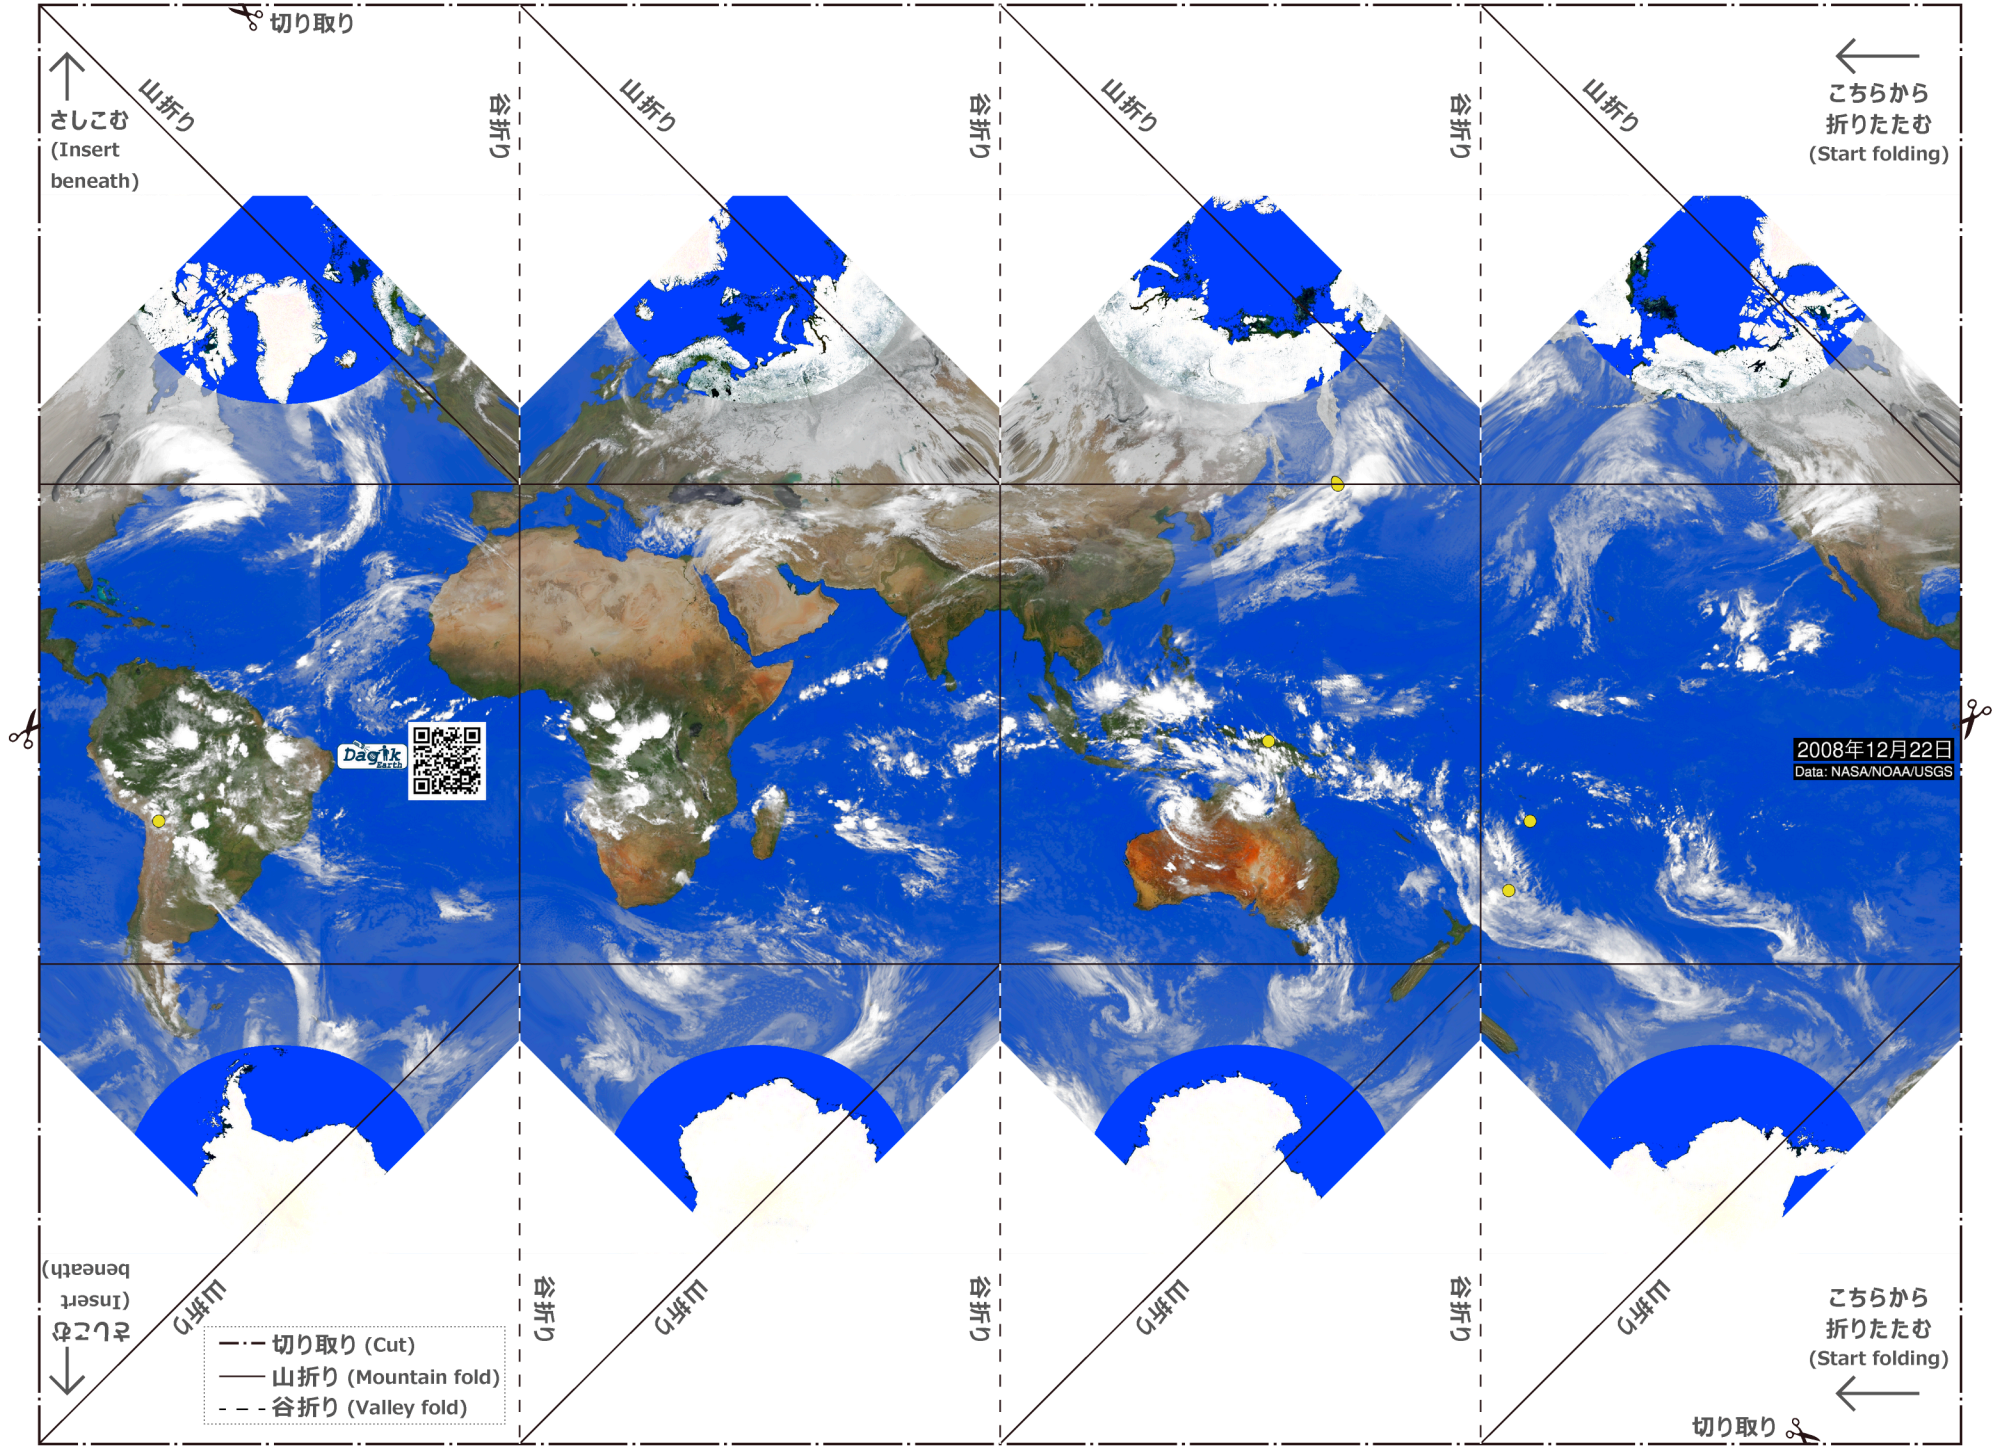 切り取り
さしこむ
(Insert
beneath)
山折り
谷折り
山折り
谷折り
山折り
谷折り
山折り
こちらから
折りたたむ
(Start folding)
Dagik
Earth
2008年12月22日
Data: NASA/NOAA/USGS
さしこむ
(Insert
beneath)
山折り
谷折り
山折り
谷折り
山折り
谷折り
山折り
こちらから
折りたたむ
(Start folding)
切り取り (Cut)
山折り (Mountain fold)
谷折り (Valley fold)
切り取り